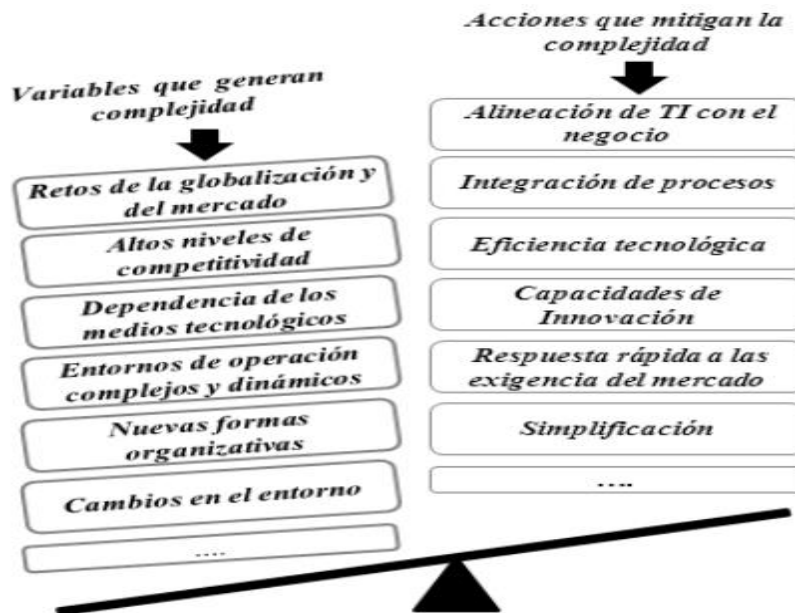 Variables que generan
complejidad
Retos de la globalización y
del mercado
Altos niveles de
competitividad
Dependencia de los
medios tecnológicos
Entornos de operación
complejos y dinámicos
Nuevas formas
organizativas
Cambios en el entorno
....
Acciones que mitigan la
complejidad
Alineación de TI con el
negocio
Integración de procesos
Eficiencia tecnológica
Capacidades de
Innovación
Respuesta rápida a las
exigencia del mercado
Simplificación
....